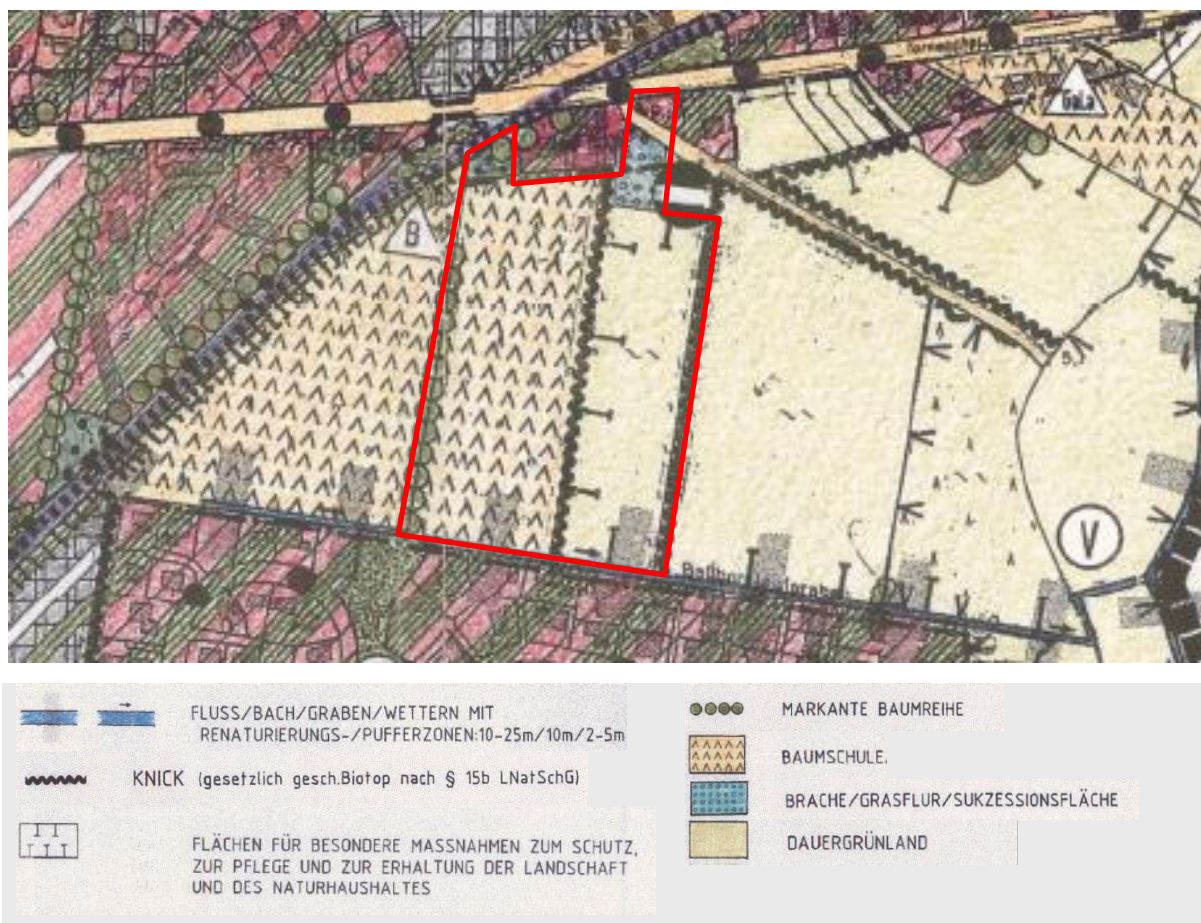 Tornescher
GaLa
B
V
FLUSS/BACH/GRABEN/WETTERN MIT
RENATURIERUNGS-/PUFFERZONEN:10-25m/10m/2-5m
KNICK (gesetzlich gesch.Biotop nach § 15b LNatSchG)
FLÄCHEN FÜR BESONDERE MASSNAHMEN ZUM SCHUTZ,
ZUR PFLEGE UND ZUR ERHALTUNG DER LANDSCHAFT
UND DES NATURHAUSHALTES
MARKANTE BAUMREIHE
BAUMSCHULE.
BRACHE/GRASFLUR/SUKZESSIONSFLÄCHE
DAUERGRÜNLAND